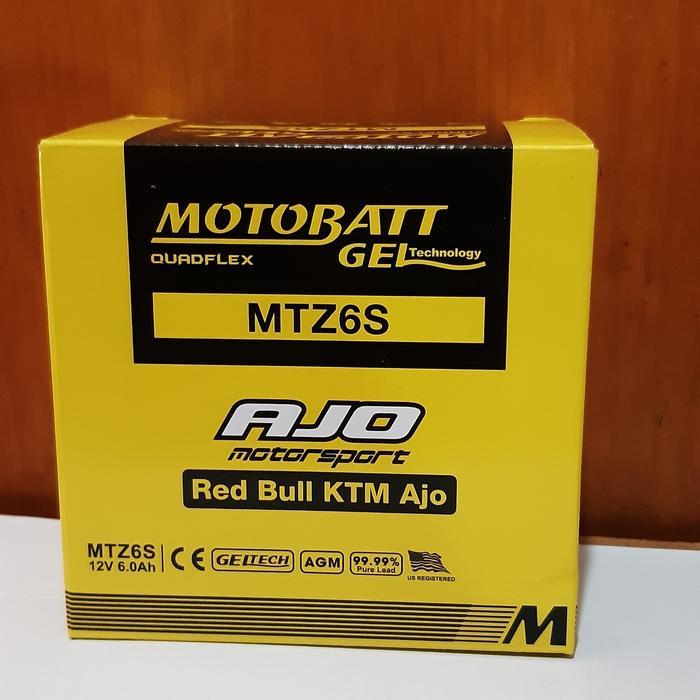 MOTOBATT
QUADFLEX GEL Technology
MTZ6S
AJO
motorsport
Red Bull KTM Ajo
MTZ6S
12V 6.0Ah
CE GELTECH AGM 99.99% Pure Lead US REGISTERED
M